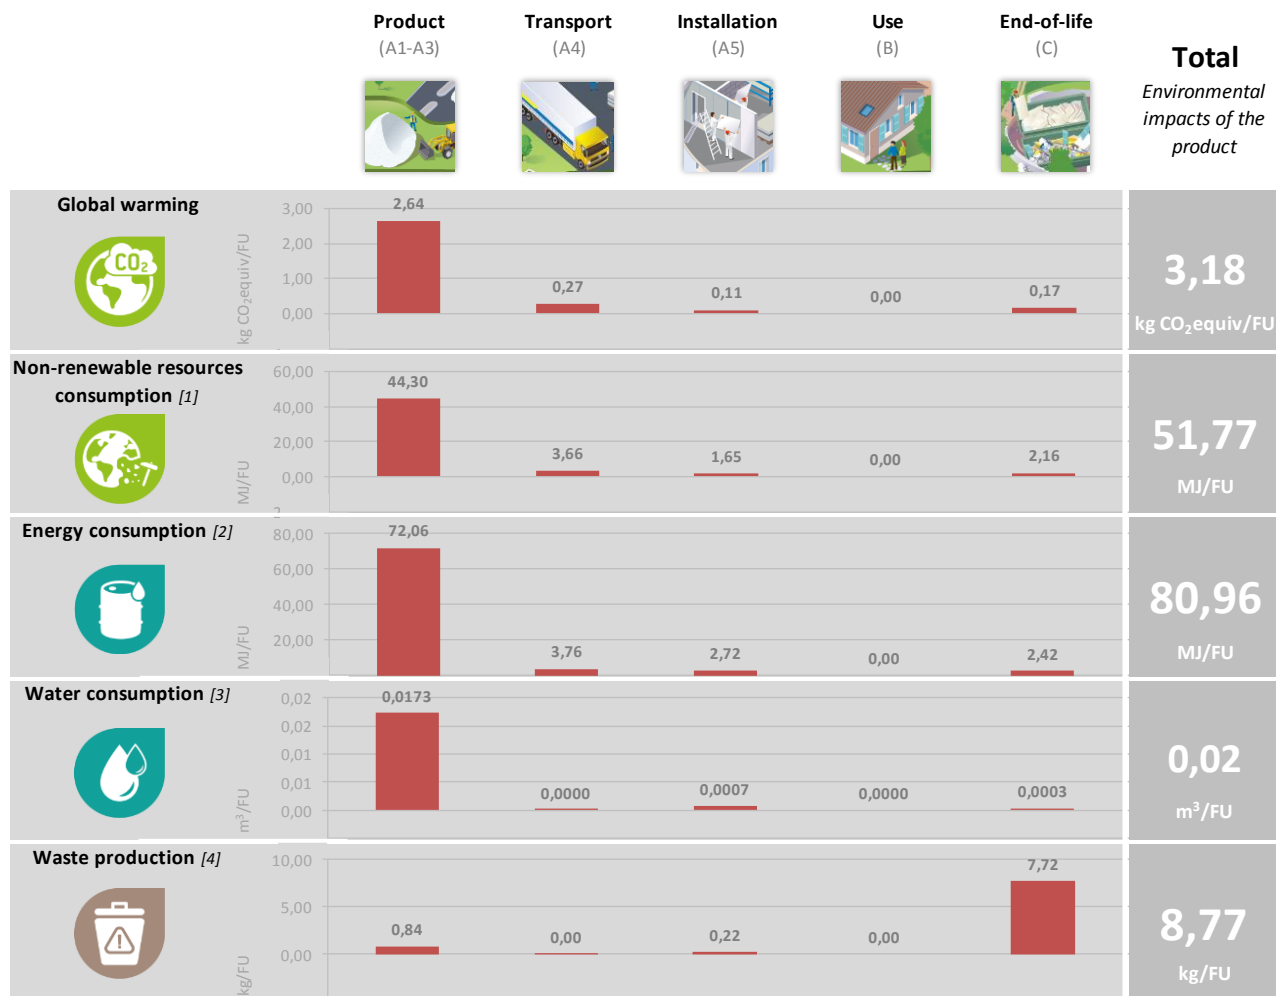 Product
(A1-A3)
Transport
(A4)
Installation
(A5)
Use
(B)
End-of-life
(C)
Total
Environmental
impacts of the
product
Global warming
CO2
kg CO2equiv/FU
3,00
2,00
1,00
0,00
2,64
0,27
0,11
0,00
0,17
3,18
kg CO2equiv/FU
Non-renewable resources
consumption [1]
MJ/FU
60,00
40,00
20,00
0,00
44,30
3,66
1,65
0,00
2,16
51,77
MJ/FU
Energy consumption [2]
MJ/FU
80,00
60,00
40,00
20,00
72,06
3,76
2,72
0,00
2,42
80,96
MJ/FU
Water consumption [3]
m³/FU
0,02
0,02
0,01
0,01
0,00
0,0173
0,0000
0,0007
0,0000
0,0003
0,02
m³/FU
Waste production [4]
kg/FU
10,00
5,00
0,00
0,84
0,00
0,22
0,00
7,72
8,77
kg/FU